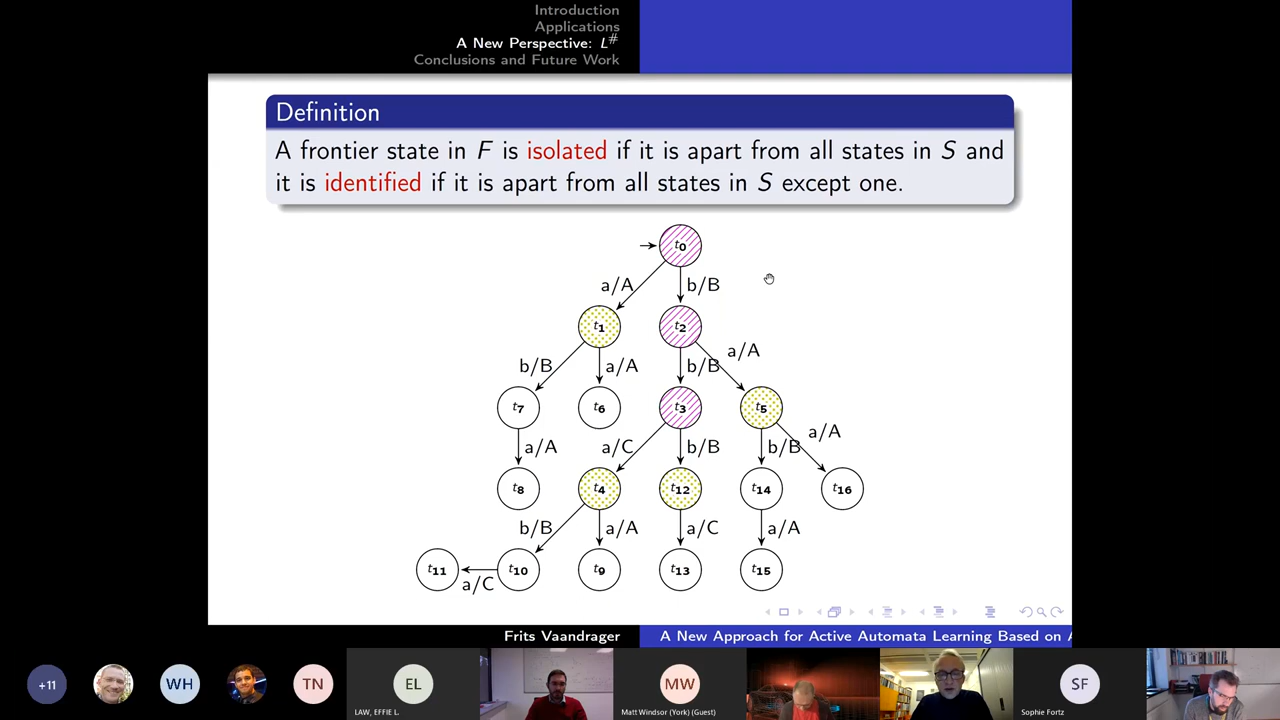 Introduction
Applications
A New Perspective: L#
Conclusions and Future Work
Definition
A frontier state in F is isolated if it is apart from all states in S and
it is identified if it is apart from all states in S except one.
t0
a/A
b/B
t1
t2
b/B
a/A
b/B
a/A
t7
t6
t3
t5
a/A
a/C
b/B
b/B
a/A
t8
t4
t12
t14
t16
b/B
a/A
a/C
a/A
t11
a/C
t10
t9
t13
t15
Frits Vaandrager
A New Approach for Active Automata Learning Based on A
+11
WH
TN
EL
LAW, EFFIE L.
MW
Matt Windsor (York) (Guest)
SF
Sophie Fortz